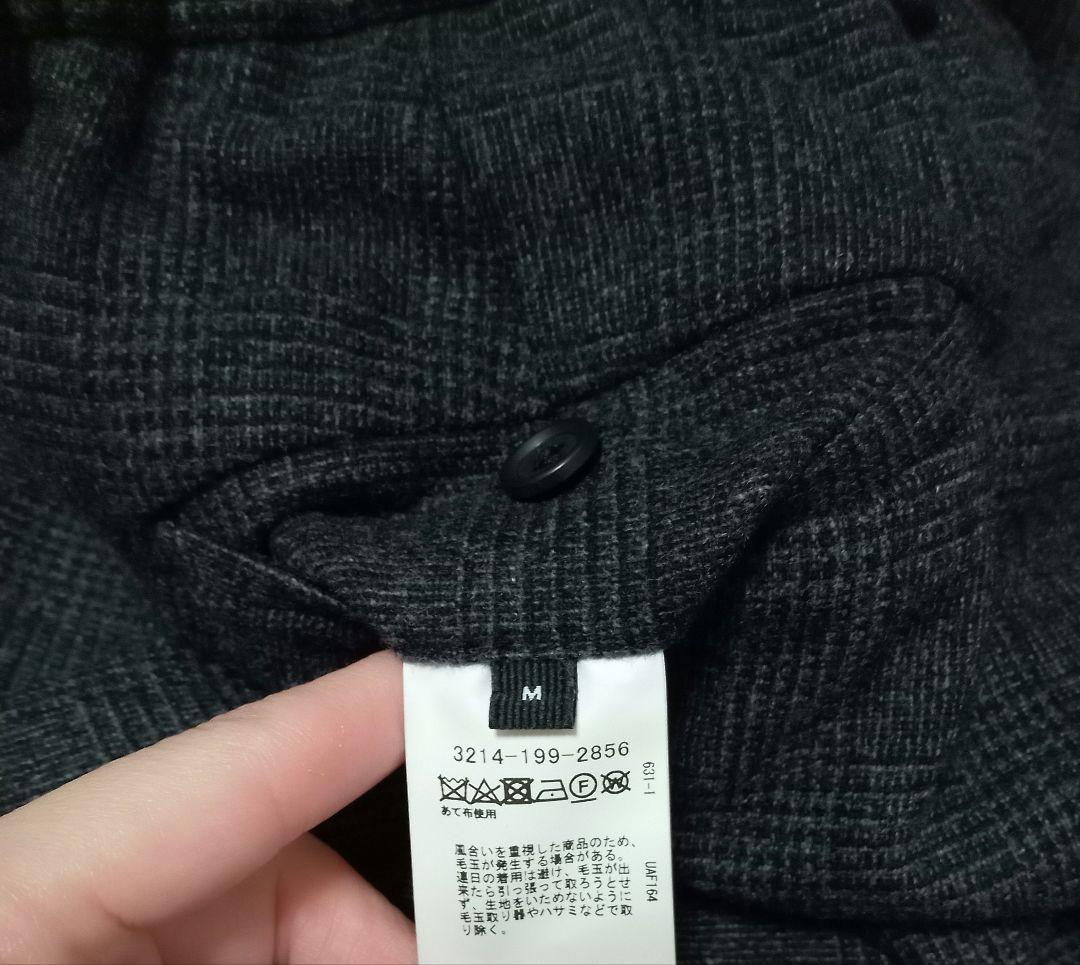 M
3214-199-2856
あて布使用
風合いを重視した商品のため、
毛玉が発生する場合がある。
連日の着用は避け、毛玉が出
来たら引っ張って取ろうとせ
ず、生地をいためないように
毛玉取り器やハサミなどで取
り除く。
631-1
UAF164